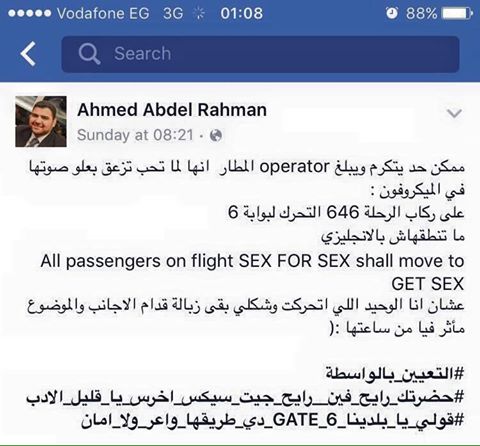 Vodafone EG 3G 01:08 88%
Search
Ahmed Abdel Rahman
Sunday at 08:21 ·
ممكن حد يتكرم ويبلغ operator المطار انها لما تحب تزعق بعلو صوتها
في الميكروفون :
على ركاب الرحلة 646 التحرك لبوابة 6
ما تنطقهاش بالانجليزي
All passengers on flight SEX FOR SEX shall move to
GET SEX
عشان انا الوحيد اللي اتحركت وشكلي بقى زبالة قدام الاجانب والموضوع
مأثر فيا من ساعتها :(
#التعيين_بالواسطة
#حضرتك_رايح_فين__رايح_جيت_سيكس_اخرس_يا_قليل_الادب
#قولي_يا_بلدينا_GATE_6_دي_طريقها_واعر_ولا_امان